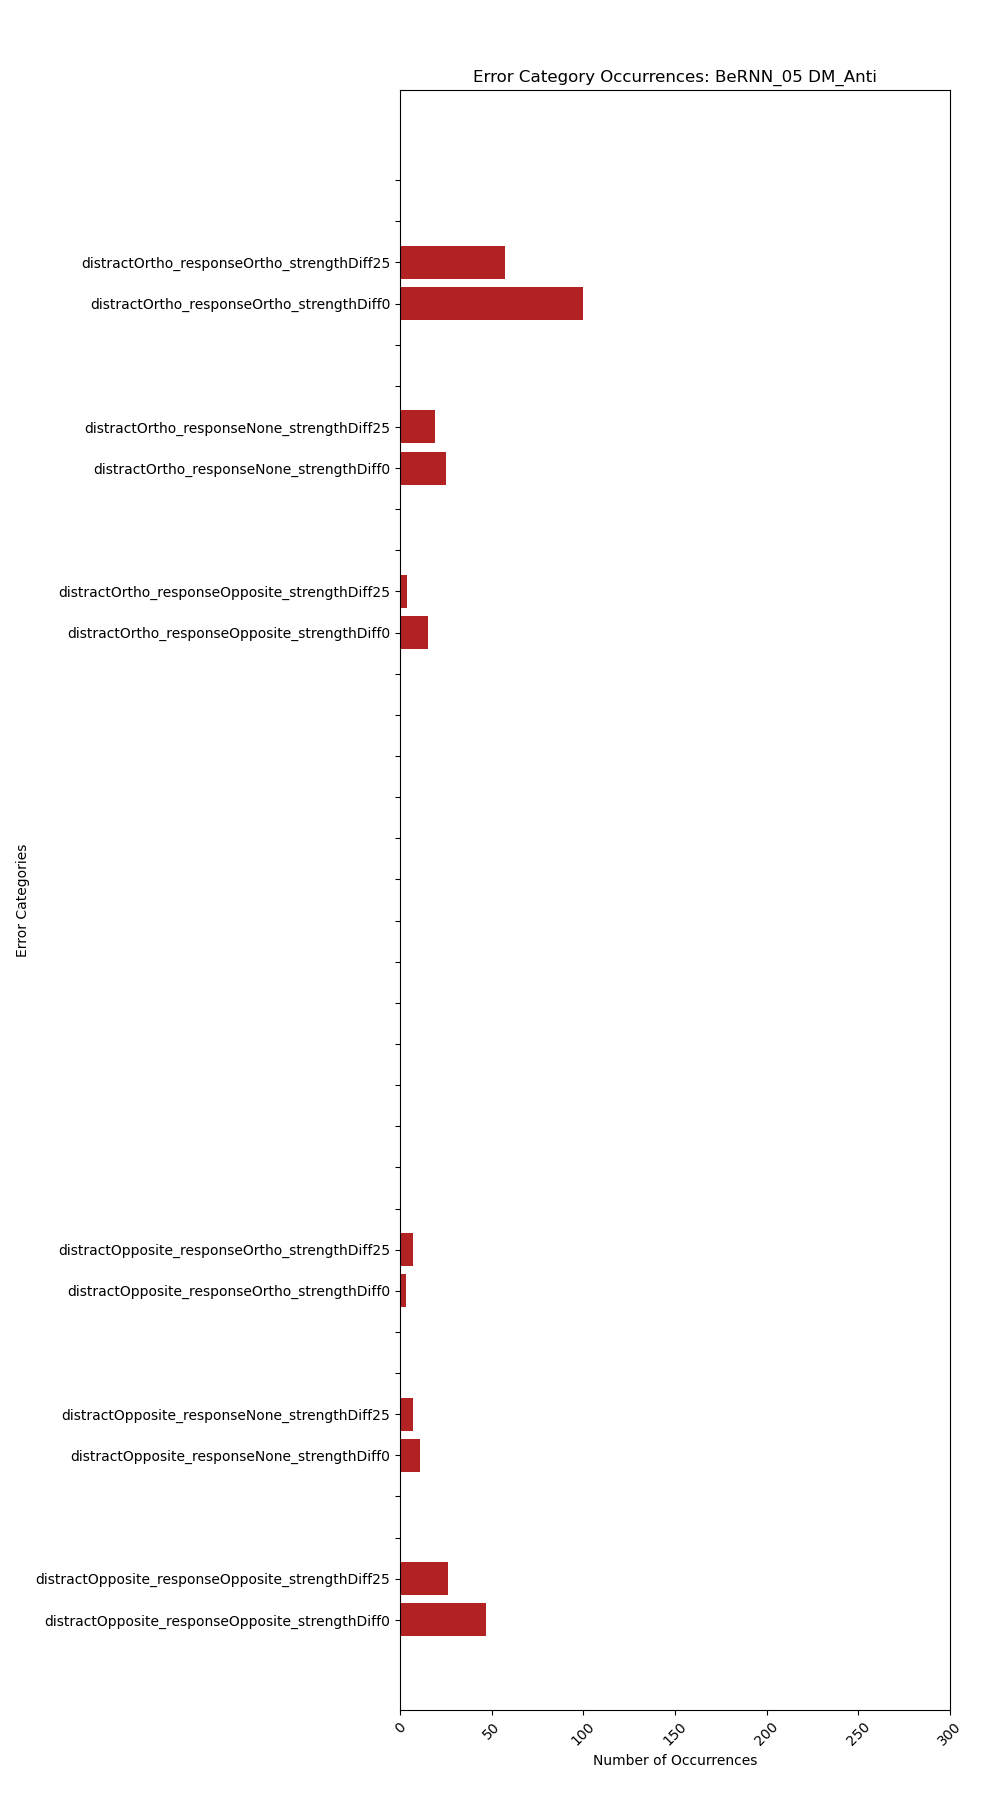 Error Category Occurrences: BeRNN_05 DM_Anti
distractOrtho_responseOrtho_strengthDiff25
distractOrtho_responseOrtho_strengthDiff0
distractOrtho_responseNone_strengthDiff25
distractOrtho_responseNone_strengthDiff0
distractOrtho_responseOpposite_strengthDiff25
distractOrtho_responseOpposite_strengthDiff0
Error Categories
distractOpposite_responseOrtho_strengthDiff25
distractOpposite_responseOrtho_strengthDiff0
distractOpposite_responseNone_strengthDiff25
distractOpposite_responseNone_strengthDiff0
distractOpposite_responseOpposite_strengthDiff25
distractOpposite_responseOpposite_strengthDiff0
0 50 100 150 200 250 300
Number of Occurrences